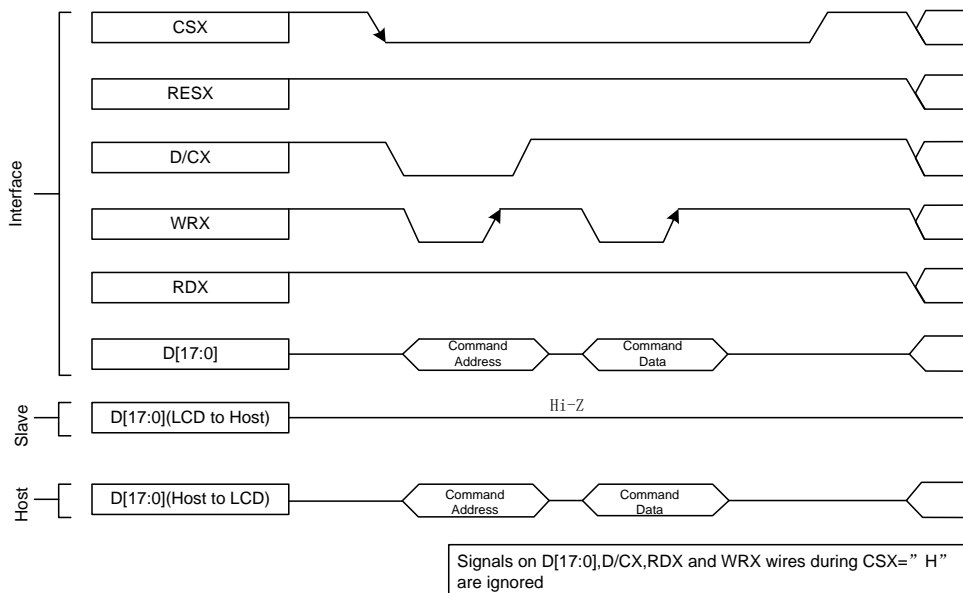 CSX
RESX
D/CX
WRX
RDX
D[17:0]
Command
Address
Command
Data
Interface
D[17:0](LCD to Host)
Hi-Z
Slave
D[17:0](Host to LCD)
Command
Address
Command
Data
Host
Signals on D[17:0],D/CX,RDX and WRX wires during CSX=”H”
are ignored